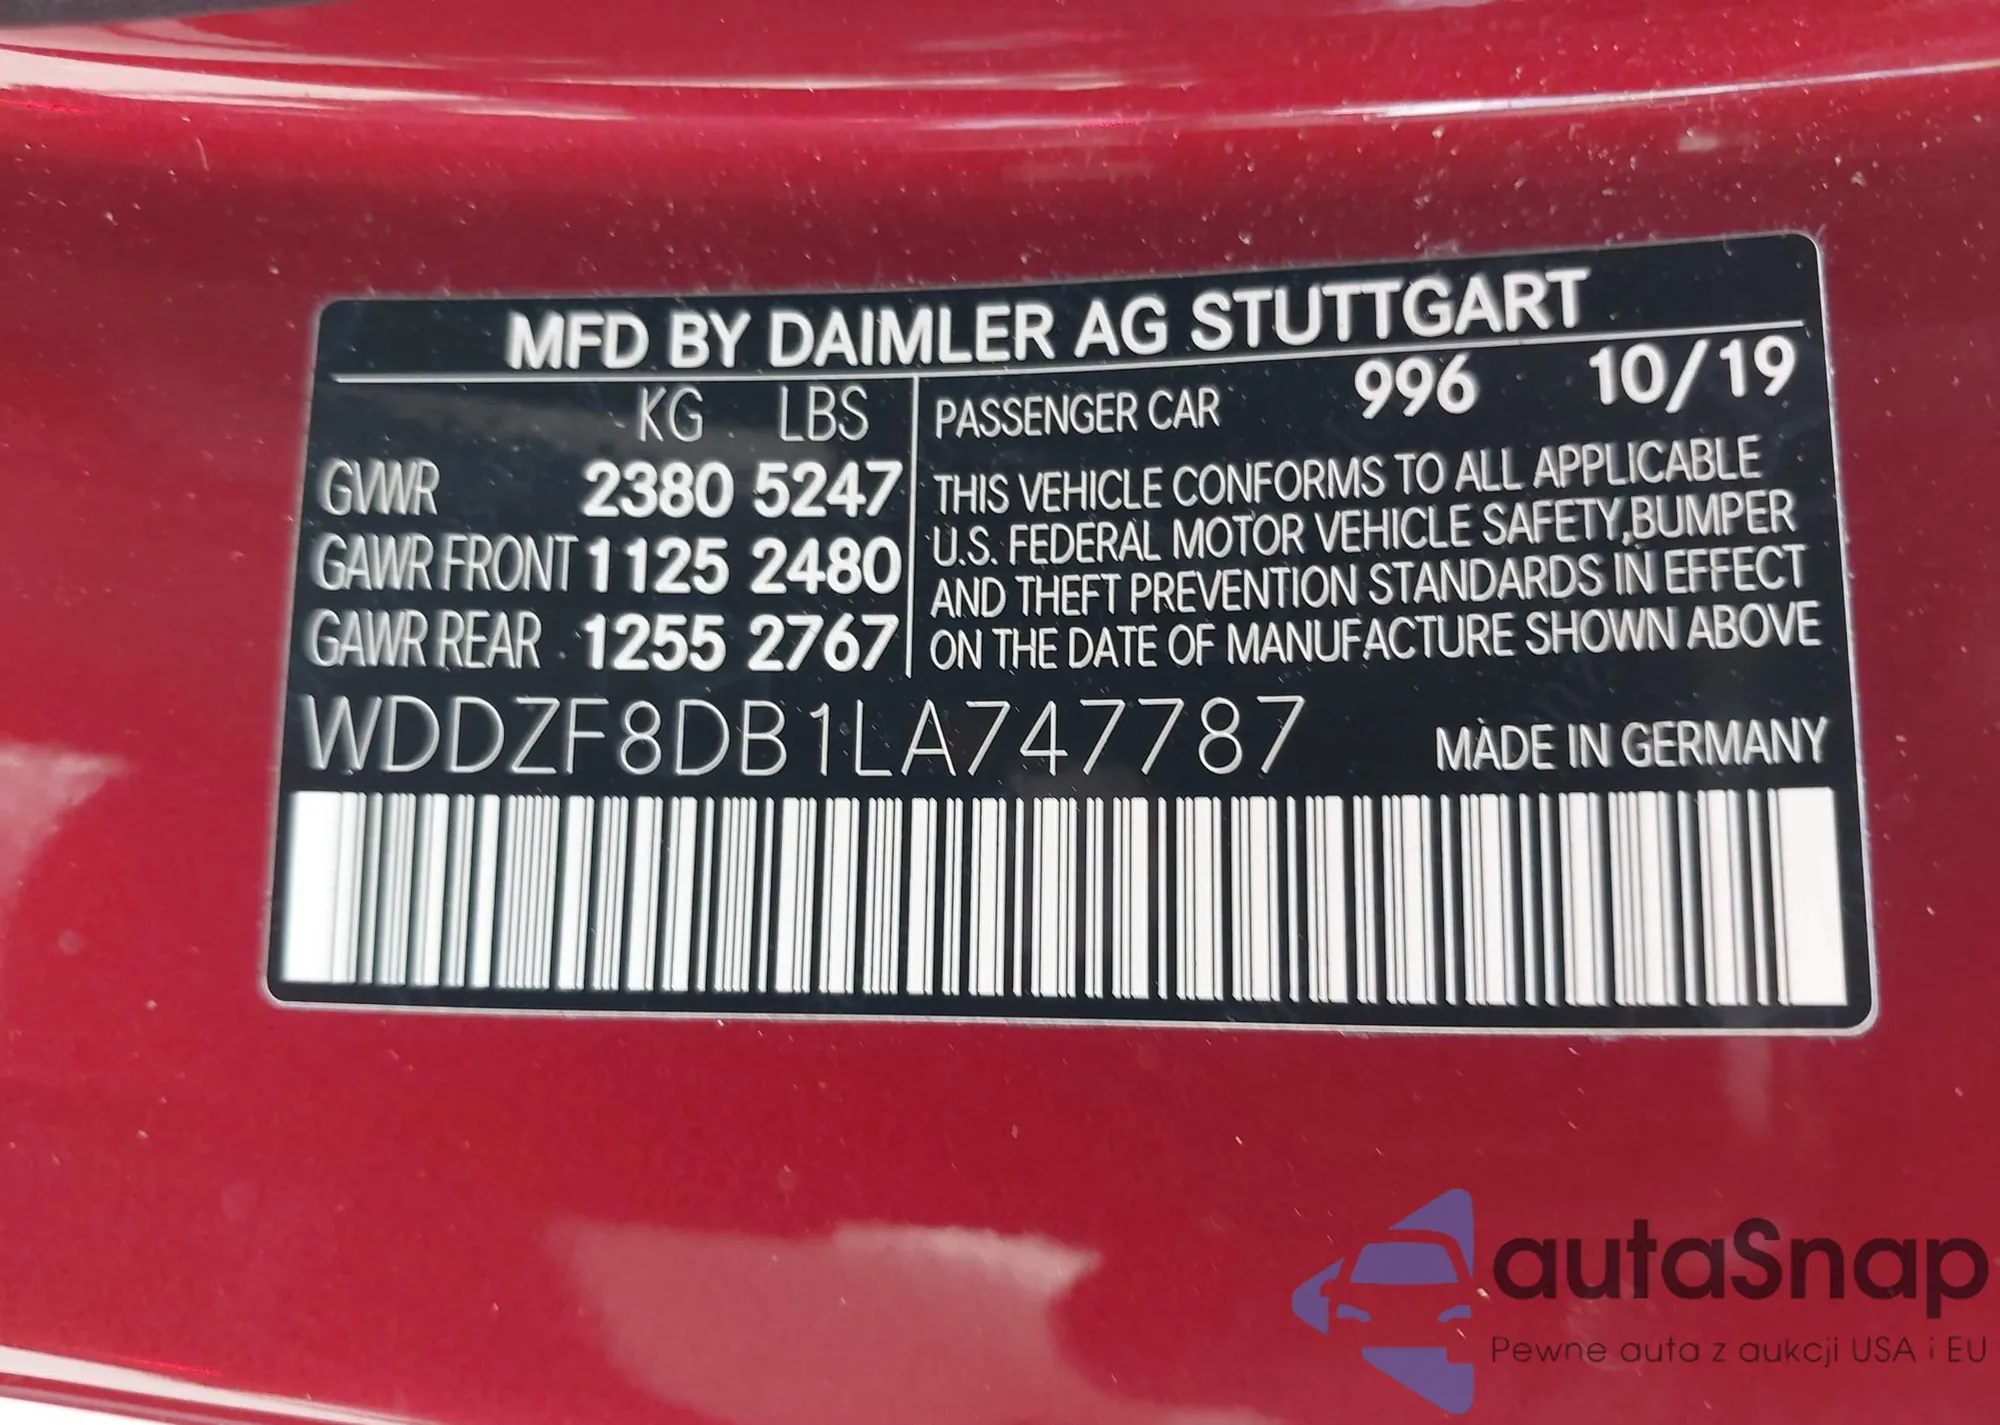 MFD BY DAIMLER AG STUTTGART
KG LBS
GVWR 2380 5247
GAWR FRONT 1125 2480
GAWR REAR 1255 2767
PASSENGER CAR 996 10/19
THIS VEHICLE CONFORMS TO ALL APPLICABLE
U.S. FEDERAL MOTOR VEHICLE SAFETY,BUMPER
AND THEFT PREVENTION STANDARDS IN EFFECT
ON THE DATE OF MANUFACTURE SHOWN ABOVE
WDDZF8DB1LA747787
MADE IN GERMANY
autaSnap
Pewne auta z aukcji USA i EU